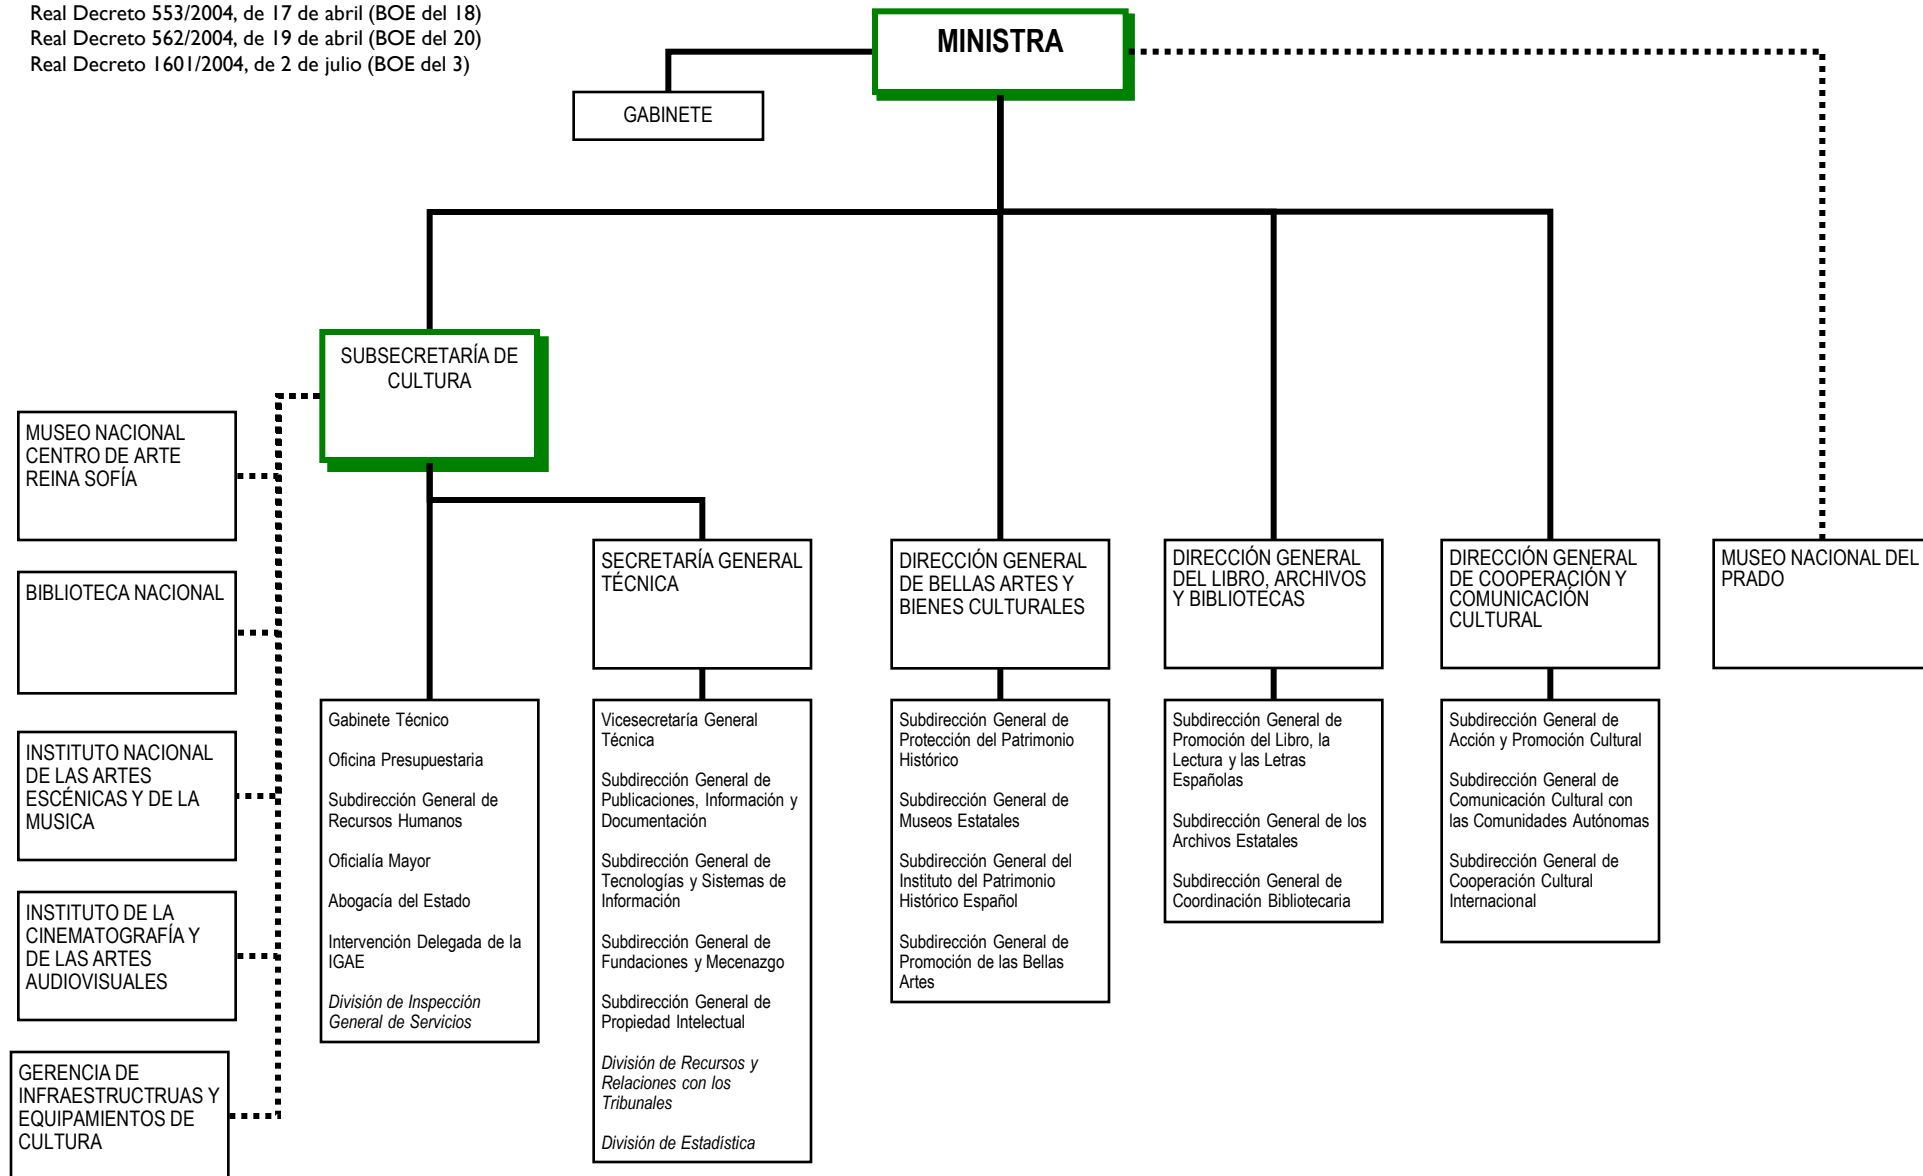 Real Decreto 553/2004, de 17 de abril (BOE del 18)
Real Decreto 562/2004, de 19 de abril (BOE del 20)
Real Decreto 1601/2004, de 2 de julio (BOE del 3)
MINISTRA
GABINETE
SUBSECRETARÍA DE
CULTURA
MUSEO NACIONAL
CENTRO DE ARTE
REINA SOFÍA
BIBLIOTECA NACIONAL
INSTITUTO NACIONAL
DE LAS ARTES
ESCÉNICAS Y DE LA
MUSICA
INSTITUTO DE LA
CINEMATOGRAFÍA Y
DE LAS ARTES
AUDIOVISUALES
GERENCIA DE
INFRAESTRUCTRUAS Y
EQUIPAMIENTOS DE
CULTURA
Gabinete Técnico
Oficina Presupuestaria
Subdirección General de
Recursos Humanos
Oficialía Mayor
Abogacía del Estado
Intervención Delegada de la
IGAE
División de Inspección
General de Servicios
SECRETARÍA GENERAL
TÉCNICA
Vicesecretaría General
Técnica
Subdirección General de
Publicaciones, Información y
Documentación
Subdirección General de
Tecnologías y Sistemas de
Información
Subdirección General de
Fundaciones y Mecenazgo
Subdirección General de
Propiedad Intelectual
División de Recursos y
Relaciones con los
Tribunales
División de Estadística
DIRECCIÓN GENERAL
DE BELLAS ARTES Y
BIENES CULTURALES
Subdirección General de
Protección del Patrimonio
Histórico
Subdirección General de
Museos Estatales
Subdirección General del
Instituto del Patrimonio
Histórico Español
Subdirección General de
Promoción de las Bellas
Artes
DIRECCIÓN GENERAL
DEL LIBRO, ARCHIVOS
Y BIBLIOTECAS
Subdirección General de
Promoción del Libro, la
Lectura y las Letras
Españolas
Subdirección General de los
Archivos Estatales
Subdirección General de
Coordinación Bibliotecaria
DIRECCIÓN GENERAL
DE COOPERACIÓN Y
COMUNICACIÓN
CULTURAL
Subdirección General de
Acción y Promoción Cultural
Subdirección General de
Comunicación Cultural con
las Comunidades Autónomas
Subdirección General de
Cooperación Cultural
Internacional
MUSEO NACIONAL DEL
PRADO